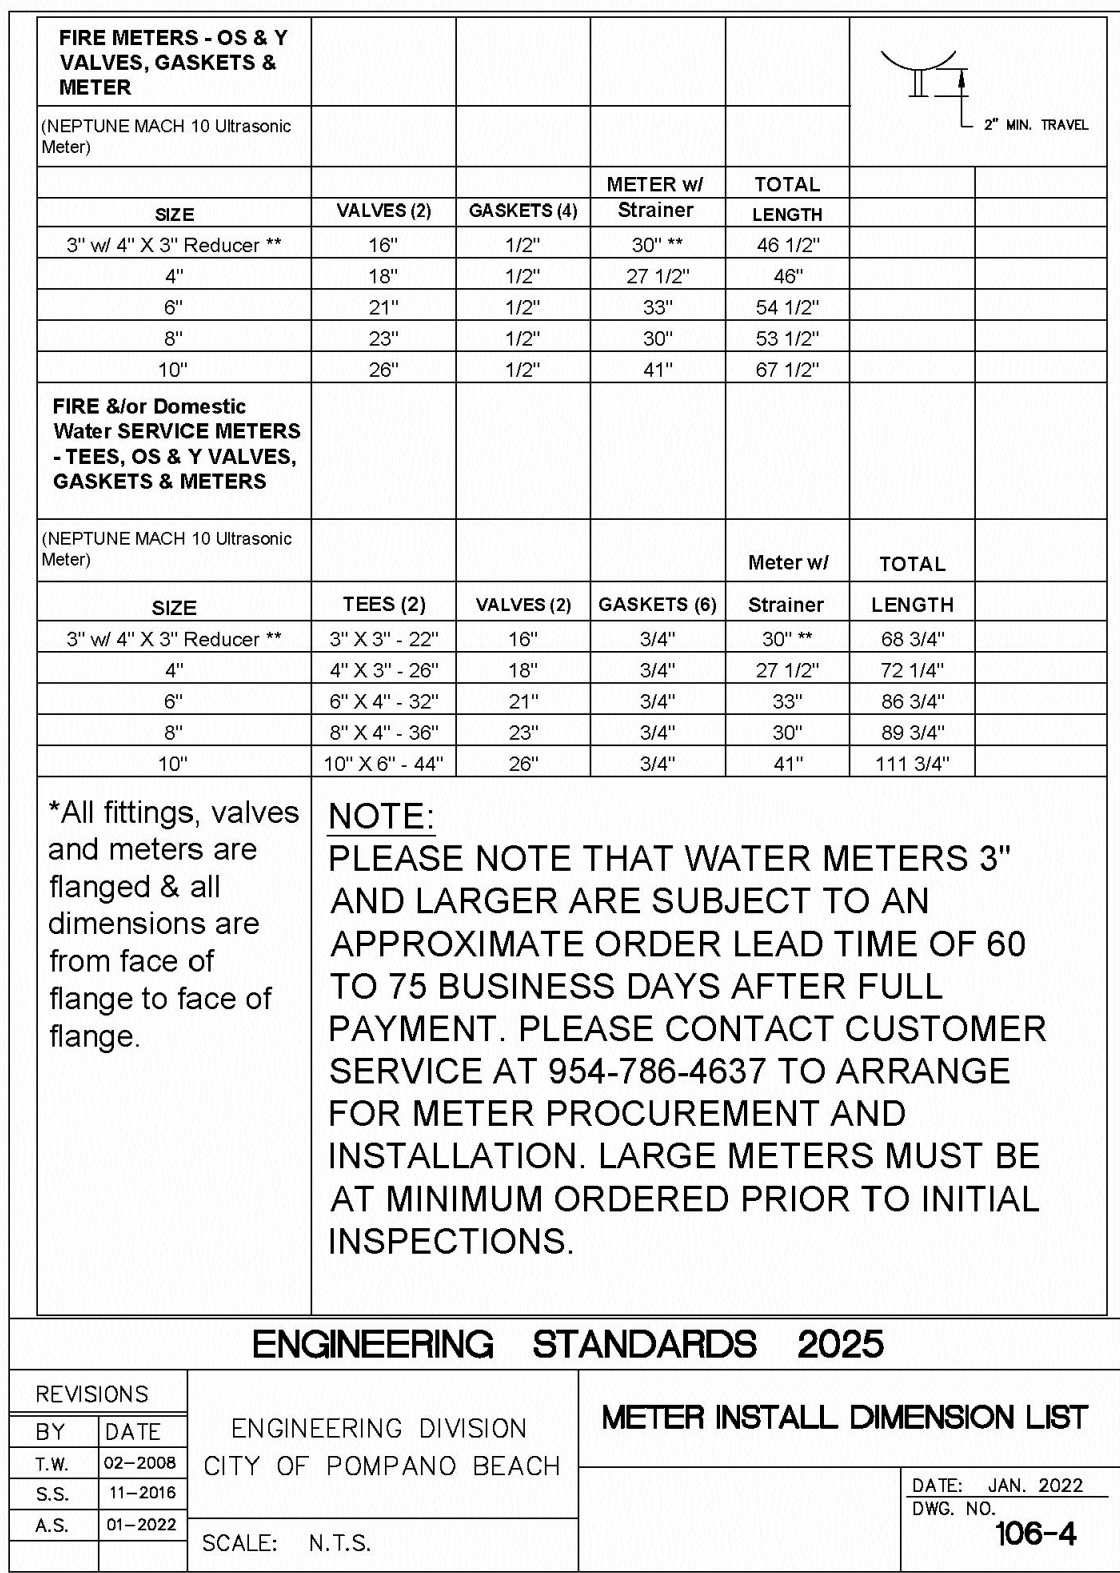 FIRE METERS - OS & Y
VALVES, GASKETS &
METER
2" MIN. TRAVEL
(NEPTUNE MACH 10 Ultrasonic
Meter)
METER w/ TOTAL
SIZE VALVES (2) GASKETS (4) Strainer LENGTH
3" w/ 4" X 3" Reducer ** 16" 1/2" 30" ** 46 1/2"
4" 18" 1/2" 27 1/2" 46"
6" 21" 1/2" 33" 54 1/2"
8" 23" 1/2" 30" 53 1/2"
10" 26" 1/2" 41" 67 1/2"
FIRE &/or Domestic
Water SERVICE METERS
- TEES, OS & Y VALVES,
GASKETS & METERS
(NEPTUNE MACH 10 Ultrasonic
Meter)
Meter w/ TOTAL
SIZE TEES (2) VALVES (2) GASKETS (6) Strainer LENGTH
3" w/ 4" X 3" Reducer ** 3" X 3" - 22" 16" 3/4" 30" ** 68 3/4"
4" 4" X 3" - 26" 18" 3/4" 27 1/2" 72 1/4"
6" 6" X 4" - 32" 21" 3/4" 33" 86 3/4"
8" 8" X 4" - 36" 23" 3/4" 30" 89 3/4"
10" 10" X 6" - 44" 26" 3/4" 41" 111 3/4"
*All fittings, valves
and meters are
flanged & all
dimensions are
from face of
flange to face of
flange.
NOTE:
PLEASE NOTE THAT WATER METERS 3"
AND LARGER ARE SUBJECT TO AN
APPROXIMATE ORDER LEAD TIME OF 60
TO 75 BUSINESS DAYS AFTER FULL
PAYMENT. PLEASE CONTACT CUSTOMER
SERVICE AT 954-786-4637 TO ARRANGE
FOR METER PROCUREMENT AND
INSTALLATION. LARGE METERS MUST BE
AT MINIMUM ORDERED PRIOR TO INITIAL
INSPECTIONS.
ENGINEERING STANDARDS 2025
REVISIONS
BY DATE
T.W. 02-2008
S.S. 11-2016
A.S. 01-2022
ENGINEERING DIVISION
CITY OF POMPANO BEACH
SCALE: N.T.S.
METER INSTALL DIMENSION LIST
DATE: JAN. 2022
DWG. NO.
106-4